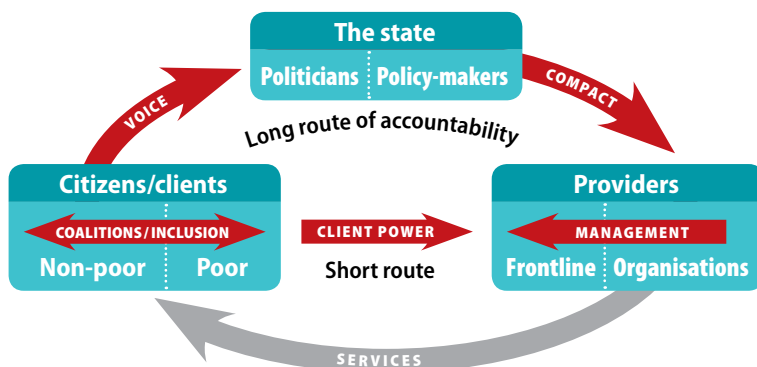 The state
Politicians Policy-makers
VOICE
COMPACT
Long route of accountability
Citizens/clients
COALITIONS/INCLUSION
Non-poor Poor
CLIENT POWER
Short route
Providers
MANAGEMENT
Frontline Organisations
SERVICES